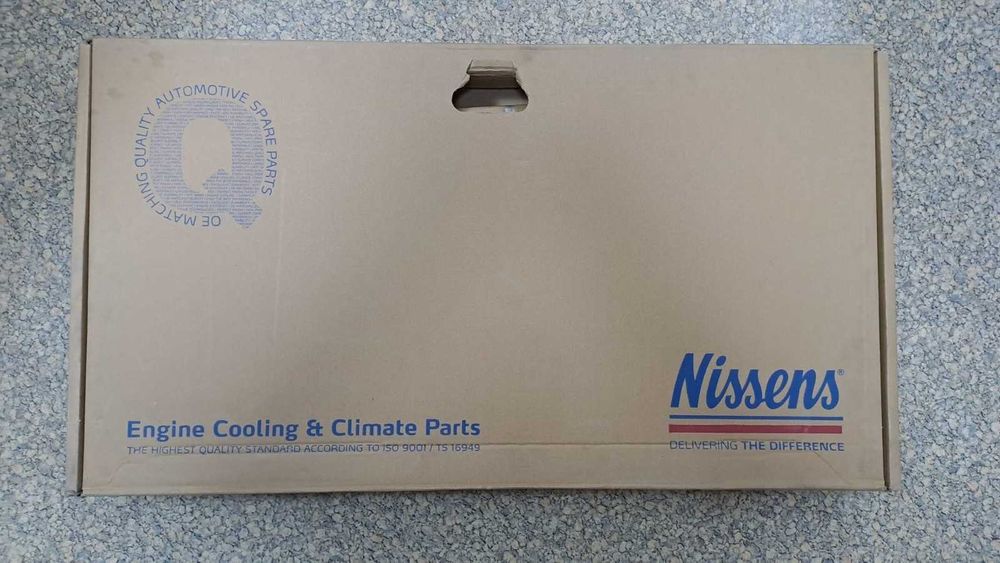 OE MATCHING QUALITY AUTOMOTIVE SPARE PARTS
Q
Engine Cooling & Climate Parts
THE HIGHEST QUALITY STANDARD ACCORDING TO ISO 9001 / TS 16949
Nissens®
DELIVERING THE DIFFERENCE